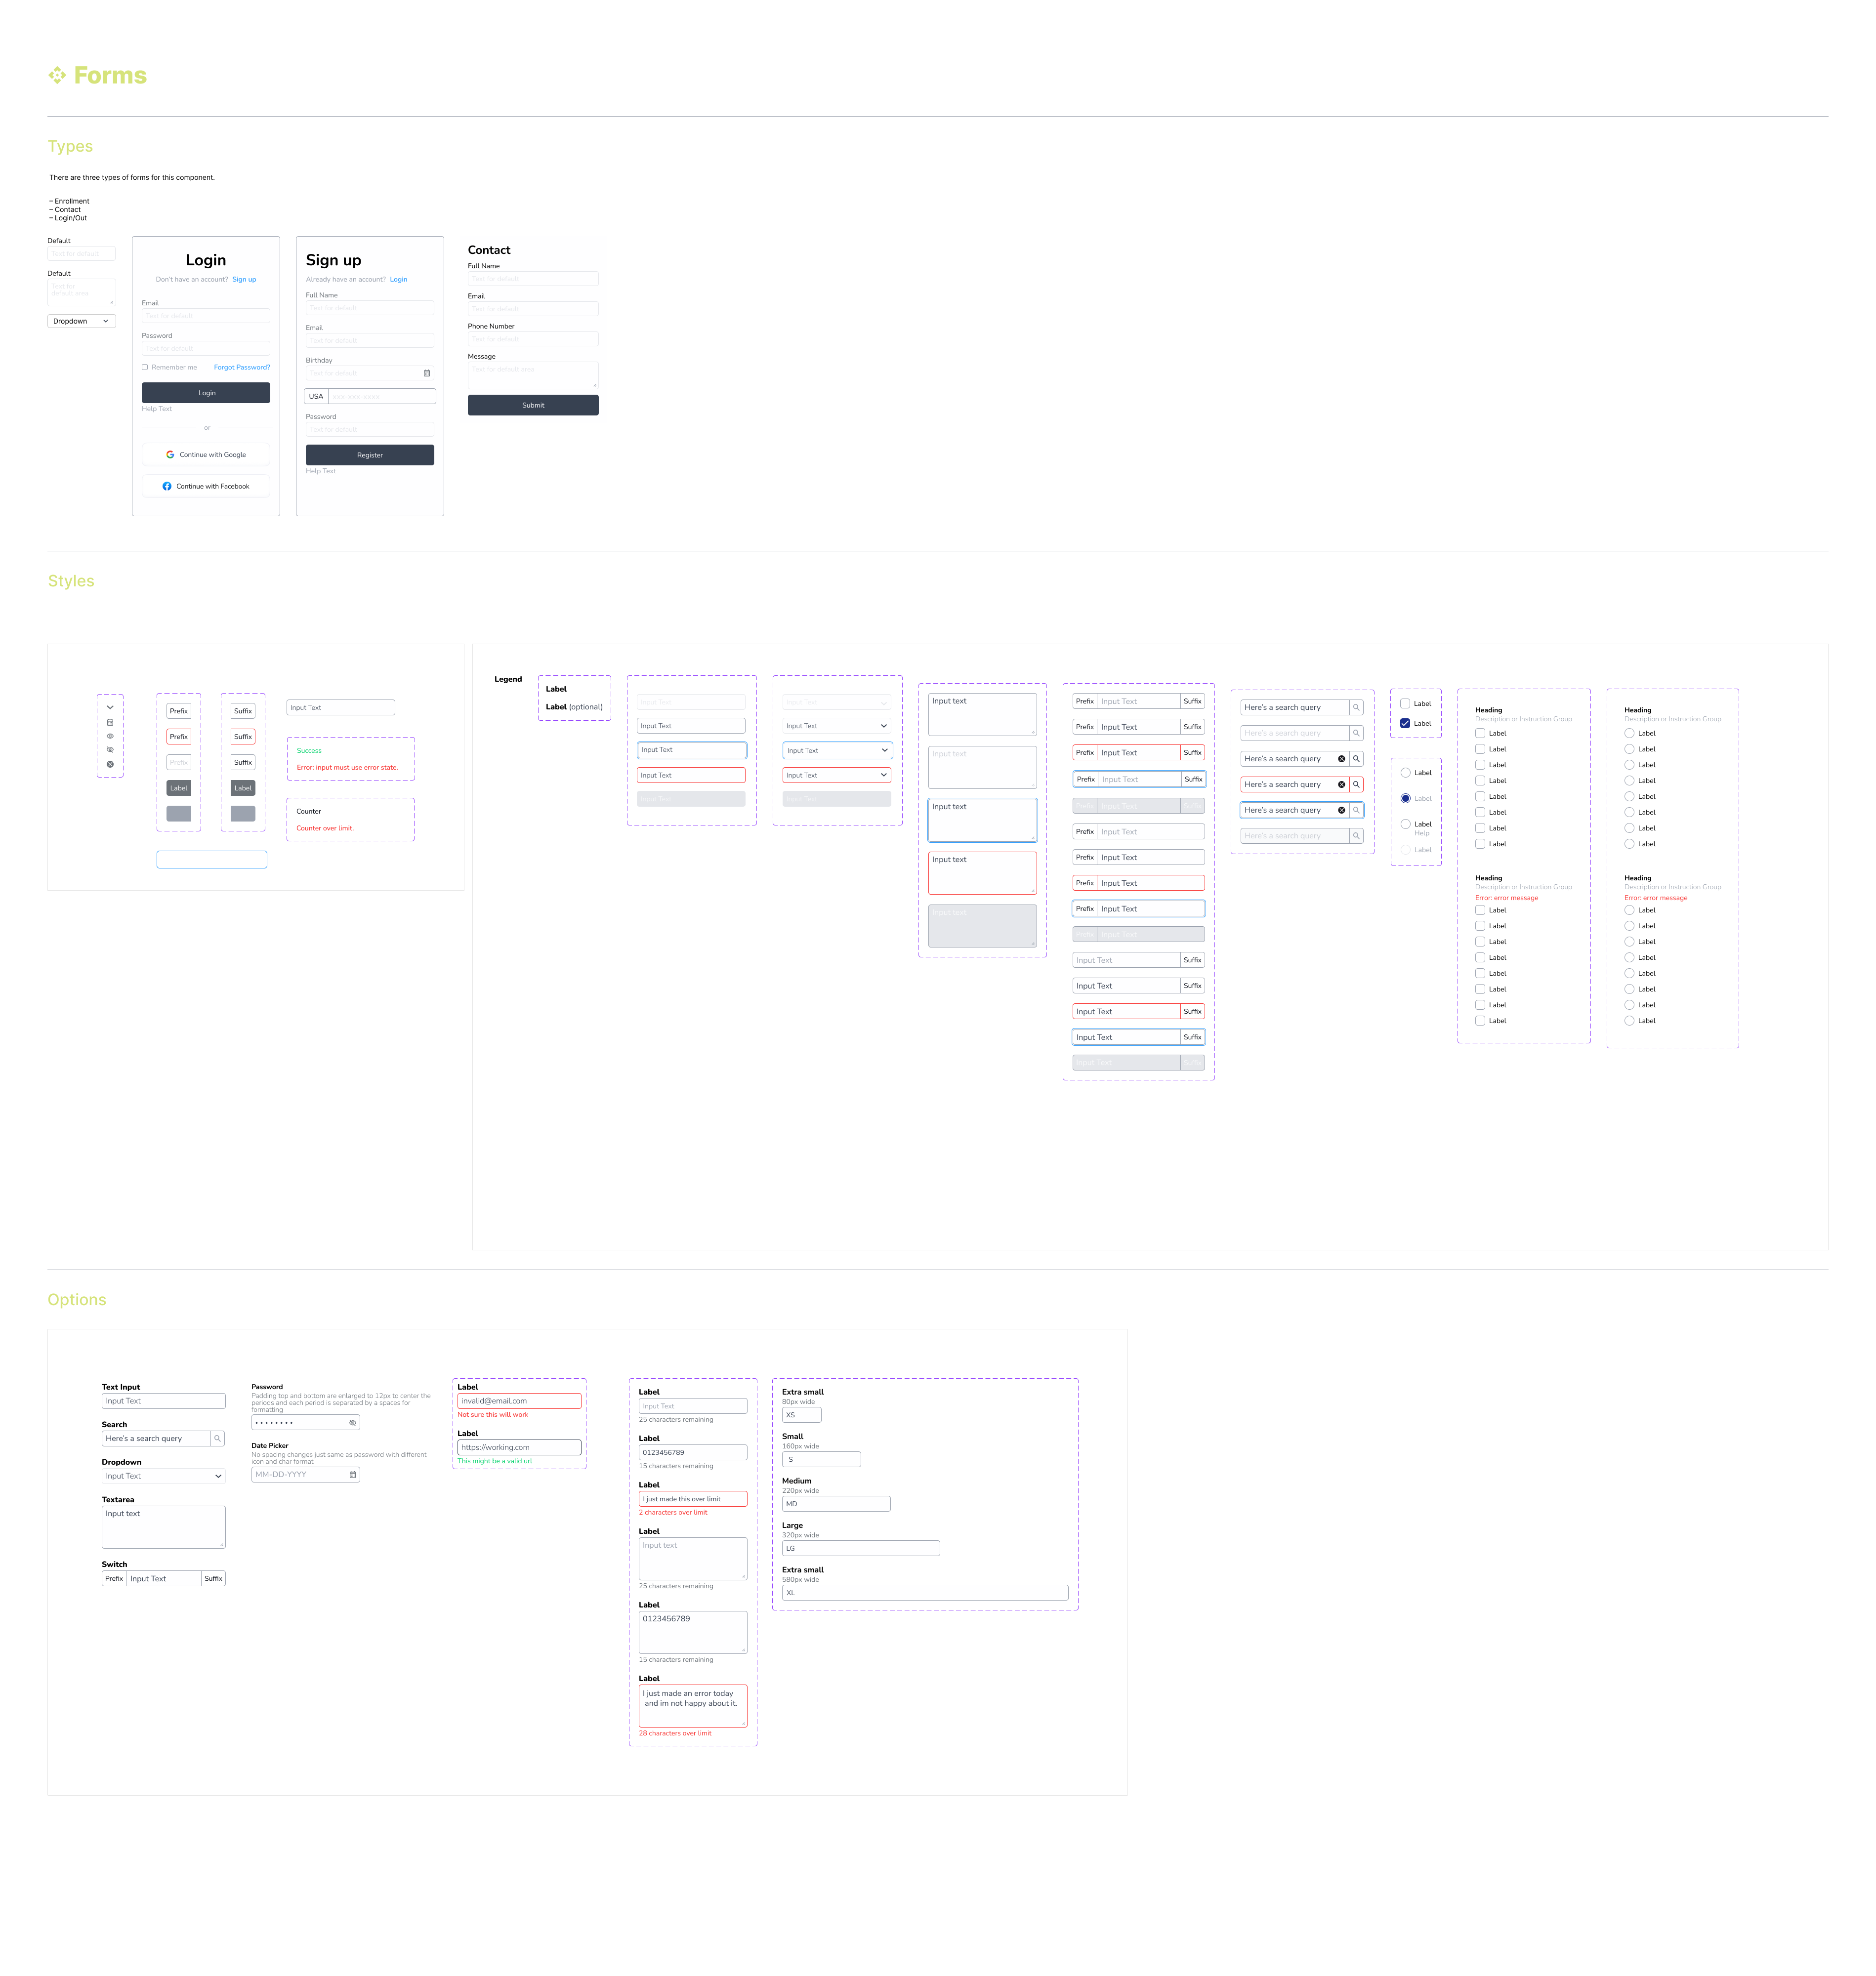 Forms
Types
There are three types of forms for this component.
– Enrollment
– Contact
– Login/Out
Default
Text for default
Default
Text for
default area
Dropdown
Login
Don't have an account? Sign up
Email
Text for default
Password
Text for default
Remember me Forgot Password?
Login
Help Text
or
Continue with Google
Continue with Facebook
Sign up
Already have an account? Login
Full Name
Text for default
Email
Text for default
Birthday
Text for default
USA xxx-xxx-xxxx
Password
Text for default
Register
Help Text
Contact
Full Name
Text for default
Email
Text for default
Phone Number
Text for default
Message
Text for default area
Submit
Styles
Prefix
Prefix
Prefix
Label
Suffix
Suffix
Suffix
Label
Input Text
Success
Error: input must use error state.
Counter
Counter over limit.
Legend
Label
Label (optional)
Input Text
Input Text
Input Text
Input Text
Input Text
Input Text
Input Text
Input Text
Input Text
Input Text
Input text
Input text
Input text
Input text
Input text
Prefix Input Text Suffix
Prefix Input Text Suffix
Prefix Input Text Suffix
Prefix Input Text Suffix
Prefix Input Text Suffix
Prefix Input Text
Prefix Input Text
Prefix Input Text
Prefix Input Text
Prefix Input Text
Input Text Suffix
Input Text Suffix
Input Text Suffix
Input Text Suffix
Input Text Suffix
Here's a search query
Here's a search query
Here's a search query
Here's a search query
Here's a search query
Here's a search query
Label
Label
Label
Label
Label
Help
Label
Heading
Description or Instruction Group
Label
Label
Label
Label
Label
Label
Label
Label
Heading
Description or Instruction Group
Error: error message
Label
Label
Label
Label
Label
Label
Label
Label
Heading
Description or Instruction Group
Label
Label
Label
Label
Label
Label
Label
Label
Heading
Description or Instruction Group
Error: error message
Label
Label
Label
Label
Label
Label
Label
Label
Options
Text Input
Input Text
Search
Here's a search query
Dropdown
Input Text
Textarea
Input text
Switch
Prefix Input Text Suffix
Password
Padding top and bottom are enlarged to 12px to center the
periods and each period is separated by a spaces for
formatting
• • • • • • • •
Date Picker
No spacing changes just same as password with different
icon and char format
MM-DD-YYYY
Label
invalid@email,com
Not sure this will work
Label
https://working.com
This might be a valid url
Label
Input Text
25 characters remaining
Label
0123456789
15 characters remaining
Label
I just made this over limit
2 characters over limit
Label
Input text
25 characters remaining
Label
0123456789
15 characters remaining
Label
I just made an error today
and im not happy about it.
28 characters over limit
Extra small
80px wide
XS
Small
160px wide
S
Medium
220px wide
MD
Large
320px wide
LG
Extra small
580px wide
XL